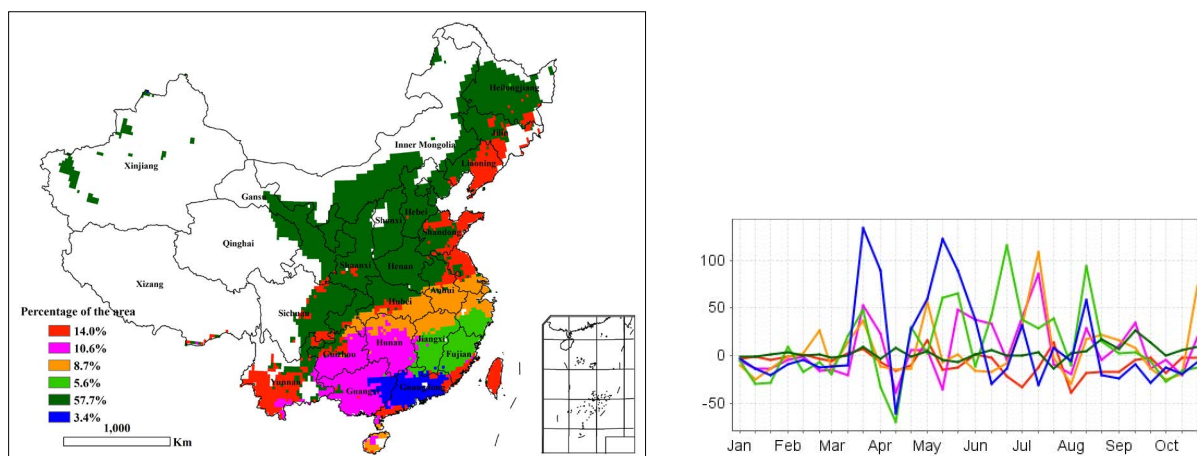 Heilongjiang
Jilin
Inner Mongolia
Liaoning
Xinjiang
Gansu
Hebei
Shanxi
Shandong
Qinghai
Shaanxi
Henan
Xizang
Anhui
Hubei
Sichuan
Percentage of the area
14.0%
10.6%
8.7%
5.6%
57.7%
3.4%
Hunan
Jiangxi
Guizhou
Fujian
Yunnan
Guangxi
Guangdong
1,000
Km
100
50
0
−50
Jan Feb Mar Apr May Jun Jul Aug Sep Oct